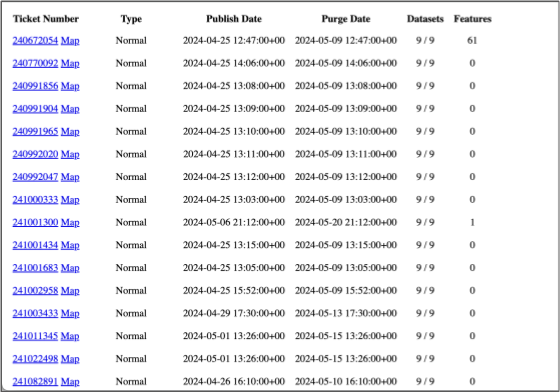 Ticket Number Type Publish Date Purge Date Datasets Features
240672054 Map Normal 2024-04-25 12:47:00+00 2024-05-09 12:47:00+00 9 / 9 61
240770092 Map Normal 2024-04-25 14:06:00+00 2024-05-09 14:06:00+00 9 / 9 0
240991856 Map Normal 2024-04-25 13:08:00+00 2024-05-09 13:08:00+00 9 / 9 0
240991904 Map Normal 2024-04-25 13:09:00+00 2024-05-09 13:09:00+00 9 / 9 0
240991965 Map Normal 2024-04-25 13:10:00+00 2024-05-09 13:10:00+00 9 / 9 0
240992020 Map Normal 2024-04-25 13:11:00+00 2024-05-09 13:11:00+00 9 / 9 0
240992047 Map Normal 2024-04-25 13:12:00+00 2024-05-09 13:12:00+00 9 / 9 0
241000333 Map Normal 2024-04-25 13:03:00+00 2024-05-09 13:03:00+00 9 / 9 0
241001300 Map Normal 2024-05-06 21:12:00+00 2024-05-20 21:12:00+00 9 / 9 1
241001434 Map Normal 2024-04-25 13:15:00+00 2024-05-09 13:15:00+00 9 / 9 0
241001683 Map Normal 2024-04-25 13:05:00+00 2024-05-09 13:05:00+00 9 / 9 0
241002958 Map Normal 2024-04-25 15:52:00+00 2024-05-09 15:52:00+00 9 / 9 0
241003433 Map Normal 2024-04-29 17:30:00+00 2024-05-13 17:30:00+00 9 / 9 0
241011345 Map Normal 2024-05-01 13:26:00+00 2024-05-15 13:26:00+00 9 / 9 0
241022498 Map Normal 2024-05-01 13:26:00+00 2024-05-15 13:26:00+00 9 / 9 0
241082891 Map Normal 2024-04-26 16:10:00+00 2024-05-10 16:10:00+00 9 / 9 0